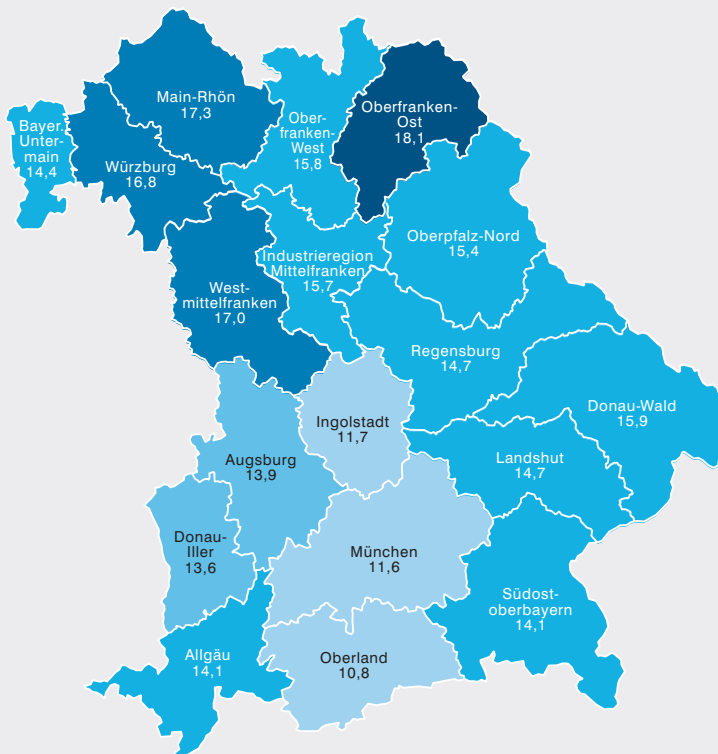 Main-Rhön
17,3
Ober-
franken-
West
15,8
Oberfranken-
Ost
18,1
Bayer.
Unter-
main
14,4
Würzburg
16,8
Industrieregion
Mittelfranken
15,7
Oberpfalz-Nord
15,4
West-
mittelfranken
17,0
Regensburg
14,7
Donau-Wald
15,9
Ingolstadt
11,7
Augsburg
13,9
Landshut
14,7
Donau-
Iller
13,6
München
11,6
Südost-
oberbayern
14,1
Allgäu
14,1
Oberland
10,8